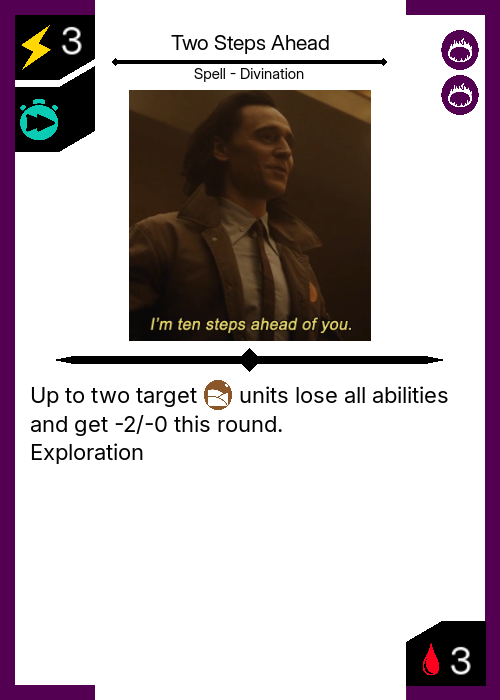 3
Two Steps Ahead
Spell - Divination
I'm ten steps ahead of you.
Up to two target units lose all abilities
and get -2/-0 this round.
Exploration
3